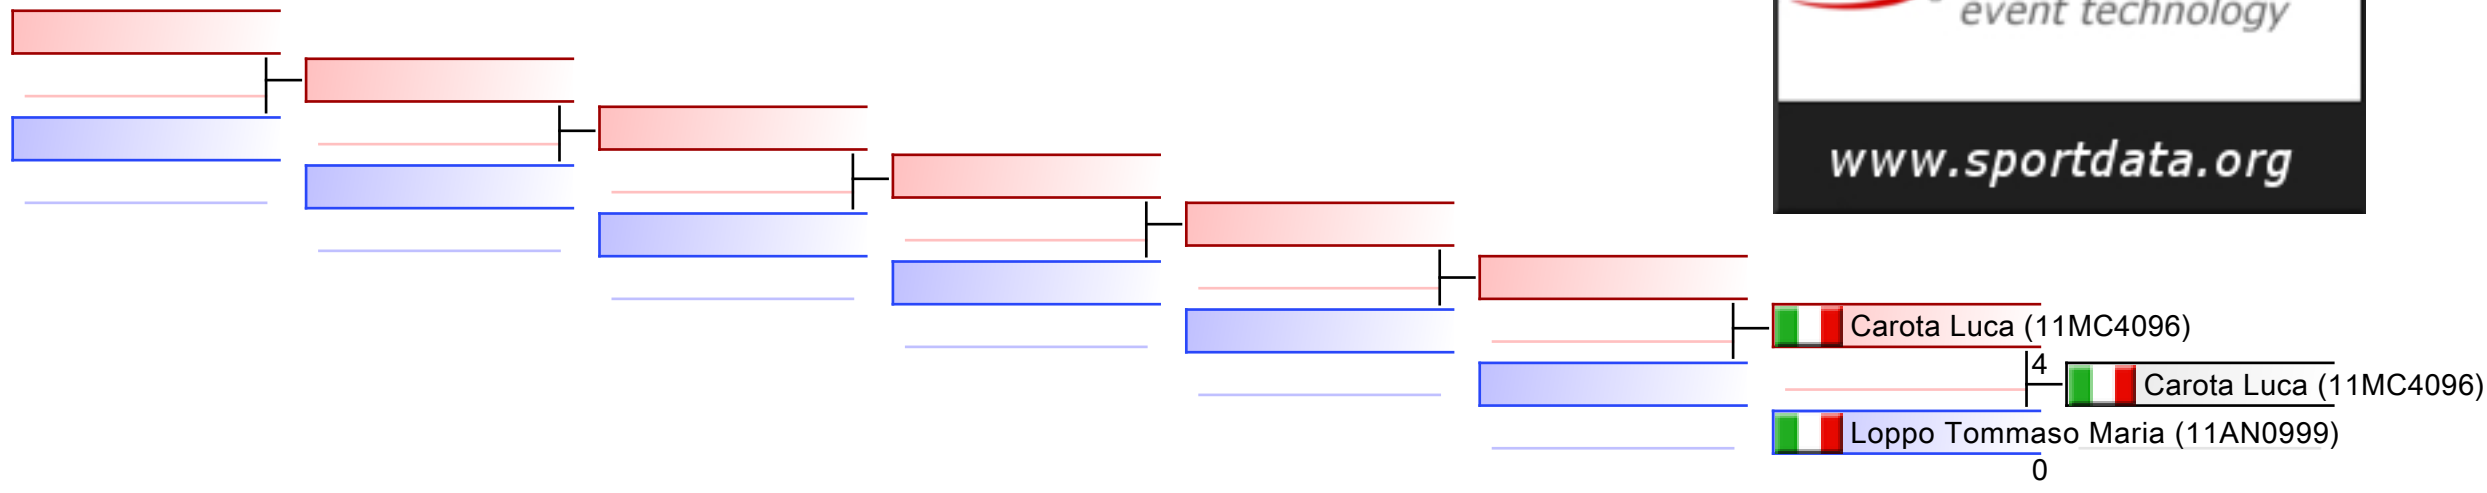 event technology
www.sportdata.org
Carota Luca (11MC4096)
4
Carota Luca (11MC4096)
Loppo Tommaso Maria (11AN0999)
0